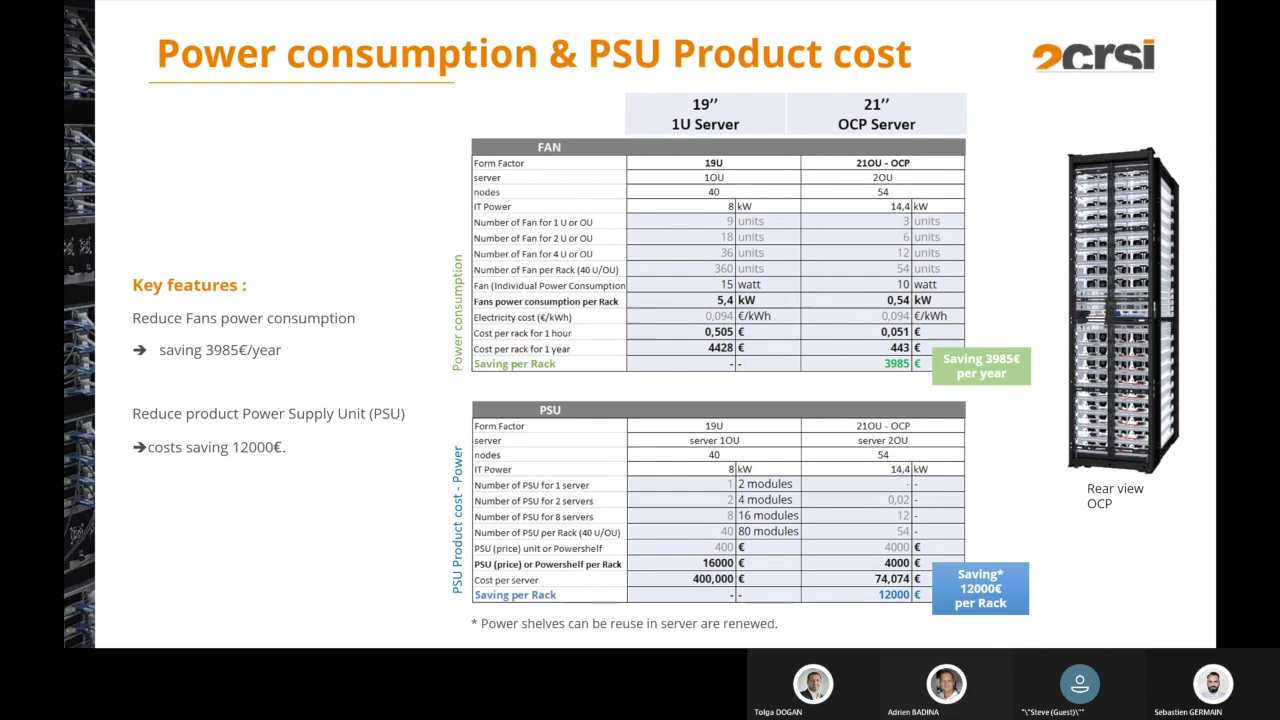 Power consumption & PSU Product cost
2crsi
19’’
1U Server
21’’
OCP Server
FAN
Form Factor 19U 21OU - OCP
server 1OU 2OU
nodes 40 54
IT Power 8 kW 14,4 kW
Number of Fan for 1 U or OU 9 units 3 units
Number of Fan for 2 U or OU 18 units 6 units
Number of Fan for 4 U or OU 36 units 12 units
Number of Fan per Rack (40 U/OU) 360 units 54 units
Fan (Individual Power Consumption 15 watt 10 watt
Fans power consumption per Rack 5,4 kW 0,54 kW
Electricity cost (€/kWh) 0,094 €/kWh 0,094 €/kWh
Cost per rack for 1 hour 0,505 € 0,051 €
Cost per rack for 1 year 4428 € 443 €
Saving per Rack - - 3985 €
Power consumption
Saving 3985€
per year
Key features :
Reduce Fans power consumption
➔ saving 3985€/year
Reduce product Power Supply Unit (PSU)
➔costs saving 12000€.
PSU
Form Factor 19U 21OU - OCP
server server 1OU server 2OU
nodes 40 54
IT Power 8 kW 14,4 kW
Number of PSU for 1 server 1 2 modules - -
Number of PSU for 2 servers 2 4 modules 0,02 -
Number of PSU for 8 servers 8 16 modules 12 -
Number of PSU per Rack (40 U/OU) 40 80 modules 54 -
PSU (price) unit or Powershelf 400 € 4000 €
PSU (price) or Powershelf per Rack 16000 € 4000 €
Cost per server 400,000 € 74,074 €
Saving per Rack - - 12000 €
PSU Product cost - Power
Saving*
12000€
per Rack
Rear view
OCP
* Power shelves can be reuse in server are renewed.
Tolga DOGAN
Adrien BADINA
"\"Steve (Guest)\""
Sebastien GERMAIN